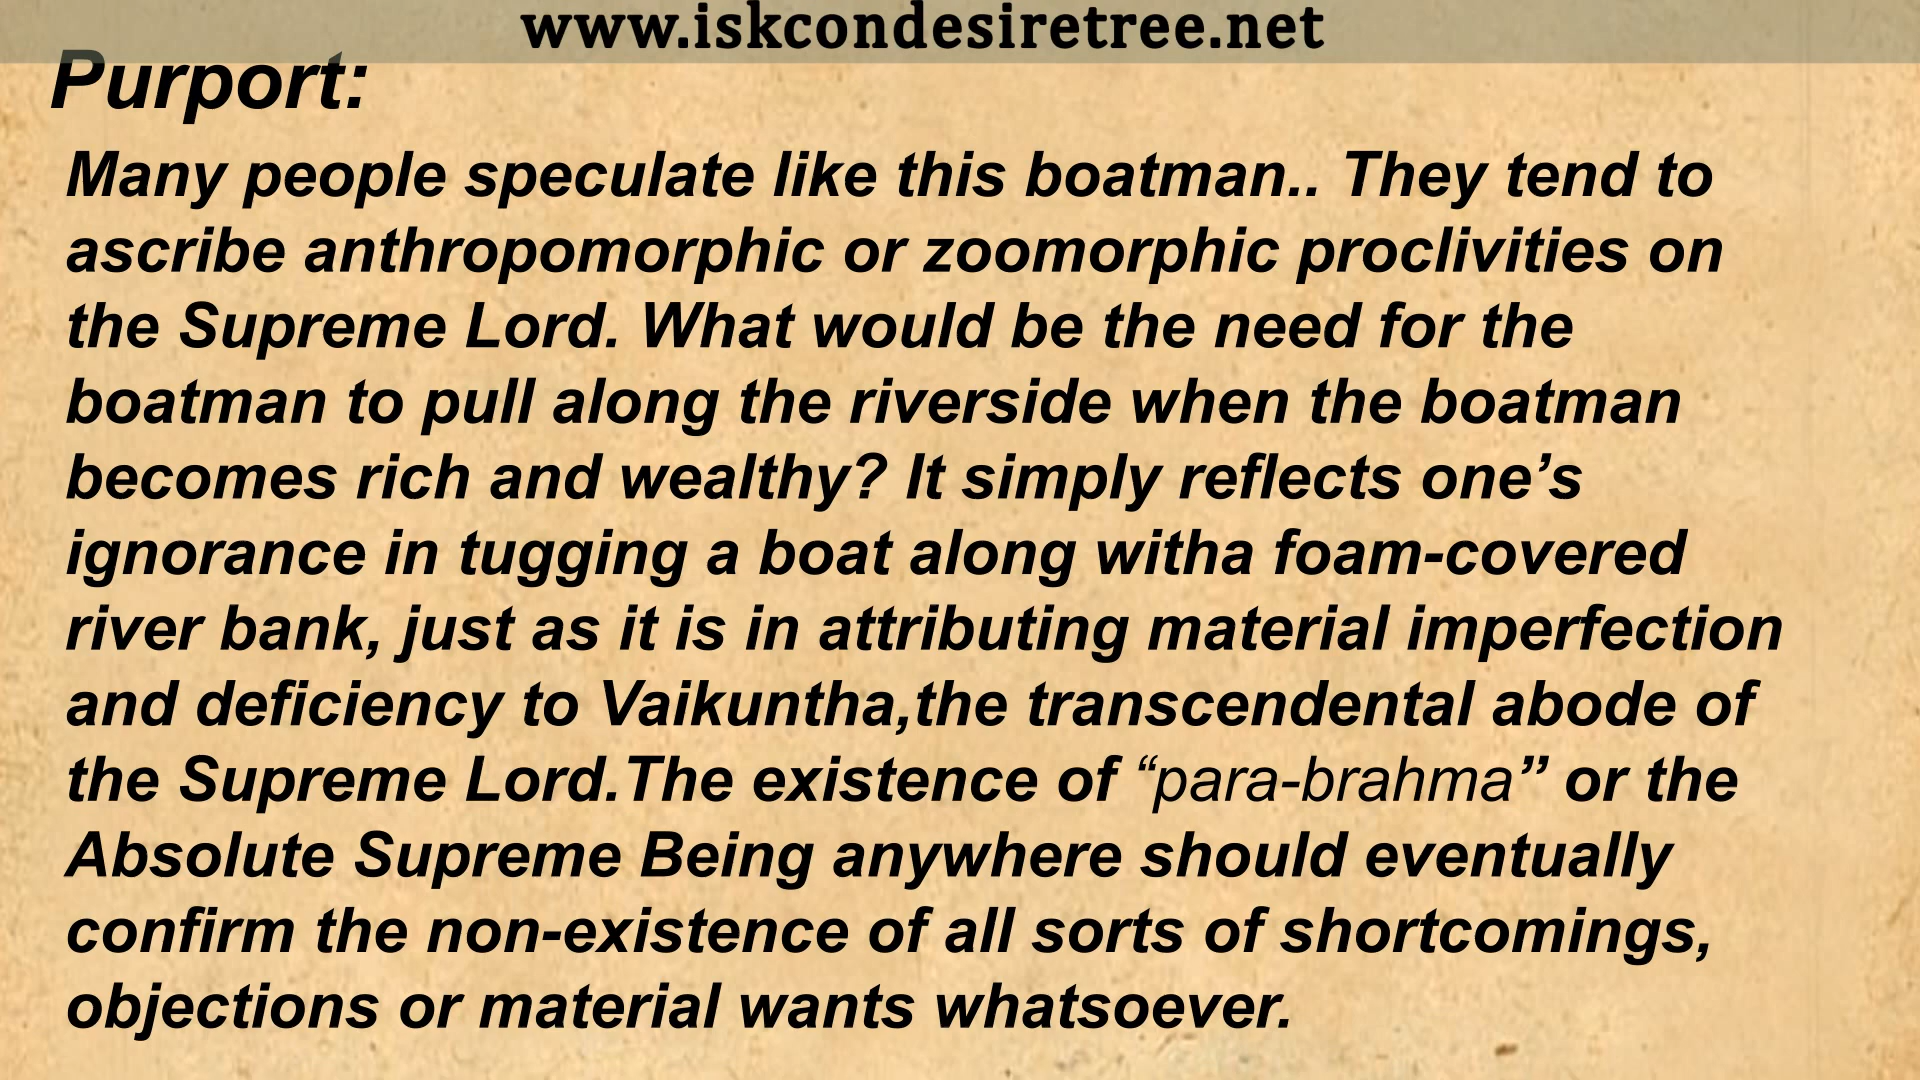 www.iskcondesiretree.net
Purport:
Many people speculate like this boatman.. They tend to
ascribe anthropomorphic or zoomorphic proclivities on
the Supreme Lord. What would be the need for the
boatman to pull along the riverside when the boatman
becomes rich and wealthy? It simply reflects one’s
ignorance in tugging a boat along witha foam-covered
river bank, just as it is in attributing material imperfection
and deficiency to Vaikuntha,the transcendental abode of
the Supreme Lord.The existence of “para-brahma” or the
Absolute Supreme Being anywhere should eventually
confirm the non-existence of all sorts of shortcomings,
objections or material wants whatsoever.